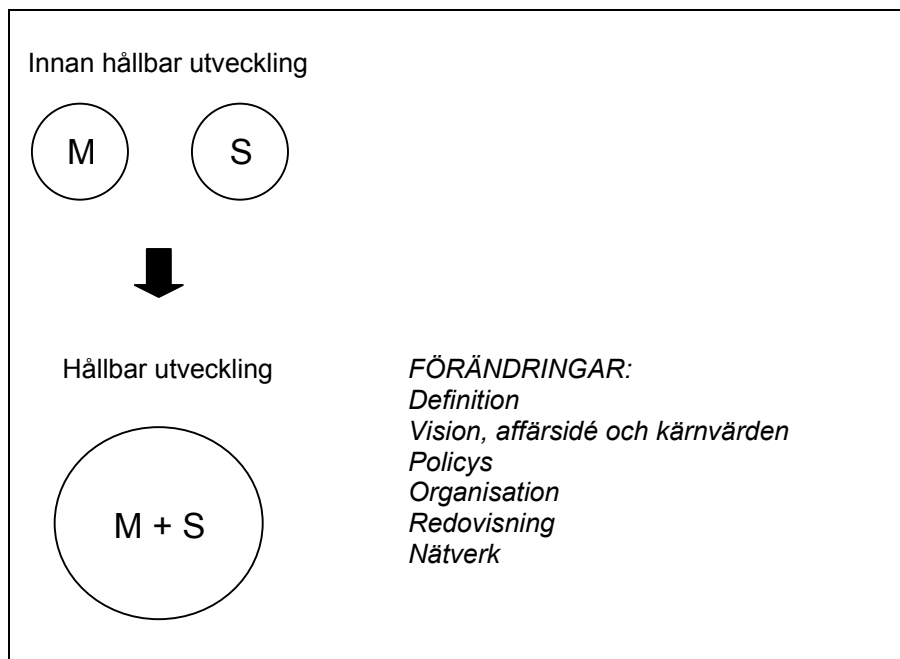 Innan hållbar utveckling
M
S
Hållbar utveckling
M + S
FÖRÄNDRINGAR:
Definition
Vision, affärsidé och kärnvärden
Policys
Organisation
Redovisning
Nätverk